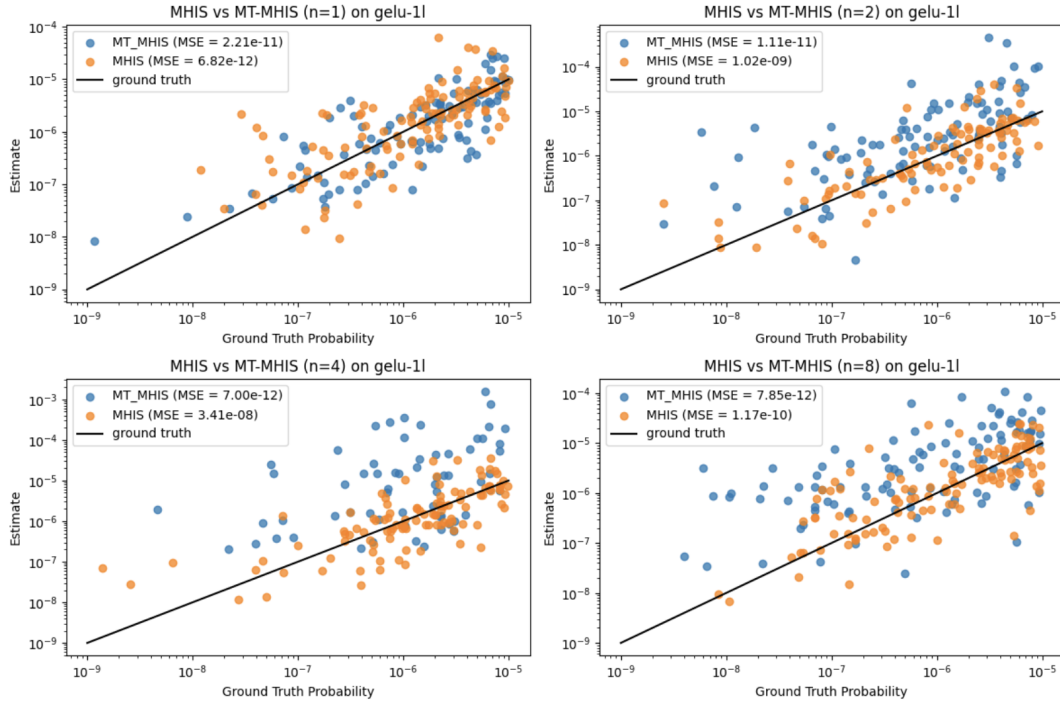 MHIS vs MT-MHIS (n=1) on gelu-1l
MT_MHIS (MSE = 2.21e-11)
MHIS (MSE = 6.82e-12)
ground truth
10^-4
10^-5
10^-6
10^-7
10^-8
10^-9
Estimate
10^-9 10^-8 10^-7 10^-6 10^-5
Ground Truth Probability
MHIS vs MT-MHIS (n=2) on gelu-1l
MT_MHIS (MSE = 1.11e-11)
MHIS (MSE = 1.02e-09)
ground truth
10^-4
10^-5
10^-6
10^-7
10^-8
10^-9
Estimate
10^-9 10^-8 10^-7 10^-6 10^-5
Ground Truth Probability
MHIS vs MT-MHIS (n=4) on gelu-1l
MT_MHIS (MSE = 7.00e-12)
MHIS (MSE = 3.41e-08)
ground truth
10^-3
10^-4
10^-5
10^-6
10^-7
10^-8
10^-9
Estimate
10^-9 10^-8 10^-7 10^-6 10^-5
Ground Truth Probability
MHIS vs MT-MHIS (n=8) on gelu-1l
MT_MHIS (MSE = 7.85e-12)
MHIS (MSE = 1.17e-10)
ground truth
10^-4
10^-5
10^-6
10^-7
10^-8
10^-9
Estimate
10^-9 10^-8 10^-7 10^-6 10^-5
Ground Truth Probability